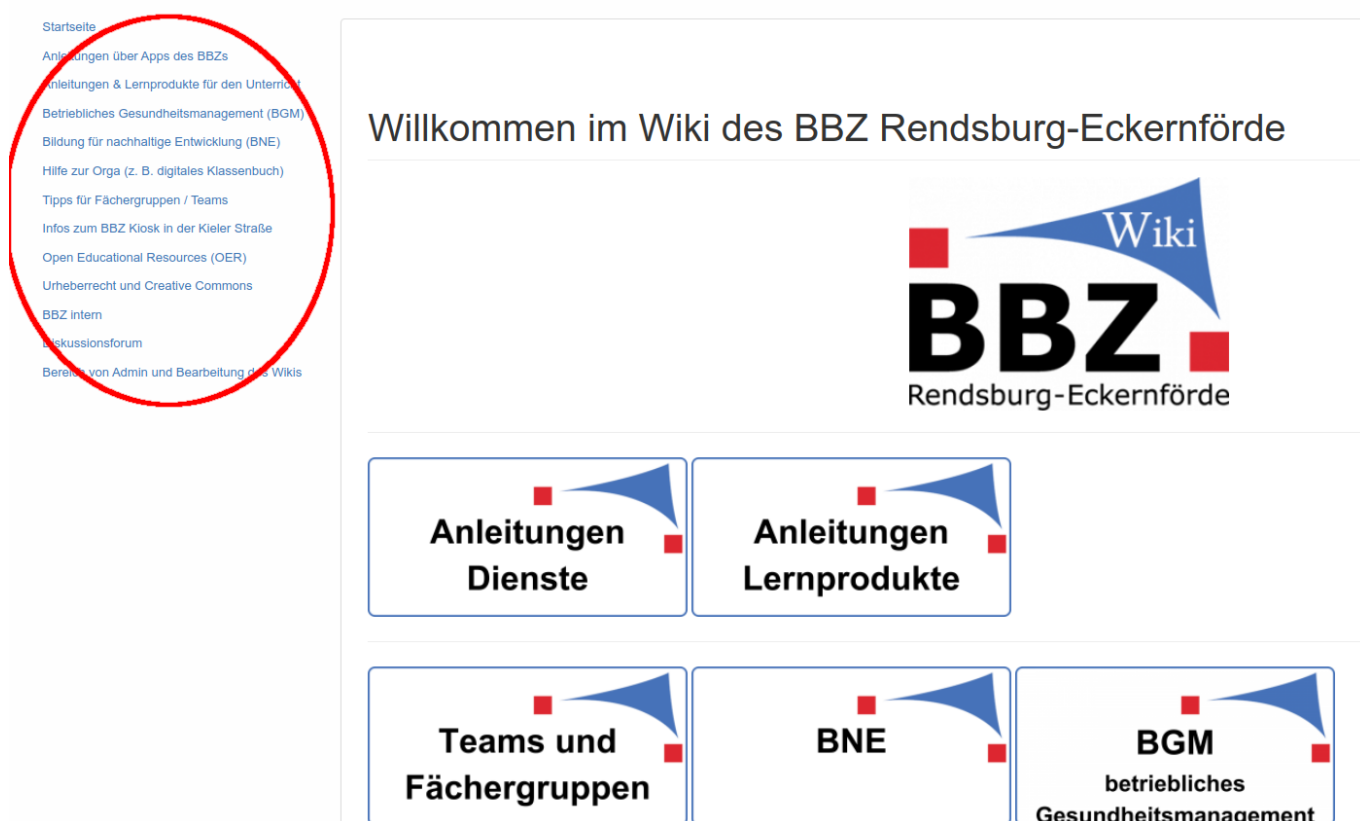 Startseite
Anleitungen über Apps des BBZs
Anleitungen & Lernprodukte für den Unterricht
Betriebliches Gesundheitsmanagement (BGM)
Bildung für nachhaltige Entwicklung (BNE)
Hilfe zur Orga (z. B. digitales Klassenbuch)
Tipps für Fächergruppen / Teams
Infos zum BBZ Kiosk in der Kieler Straße
Open Educational Resources (OER)
Urheberrecht und Creative Commons
BBZ intern
Diskussionsforum
Bereich von Admin und Bearbeitung des Wikis
Willkommen im Wiki des BBZ Rendsburg-Eckernförde
Wiki
BBZ
Rendsburg-Eckernförde
Anleitungen
Dienste
Anleitungen
Lernprodukte
Teams und
Fächergruppen
BNE
BGM
betriebliches
Gesundheitsmanagement